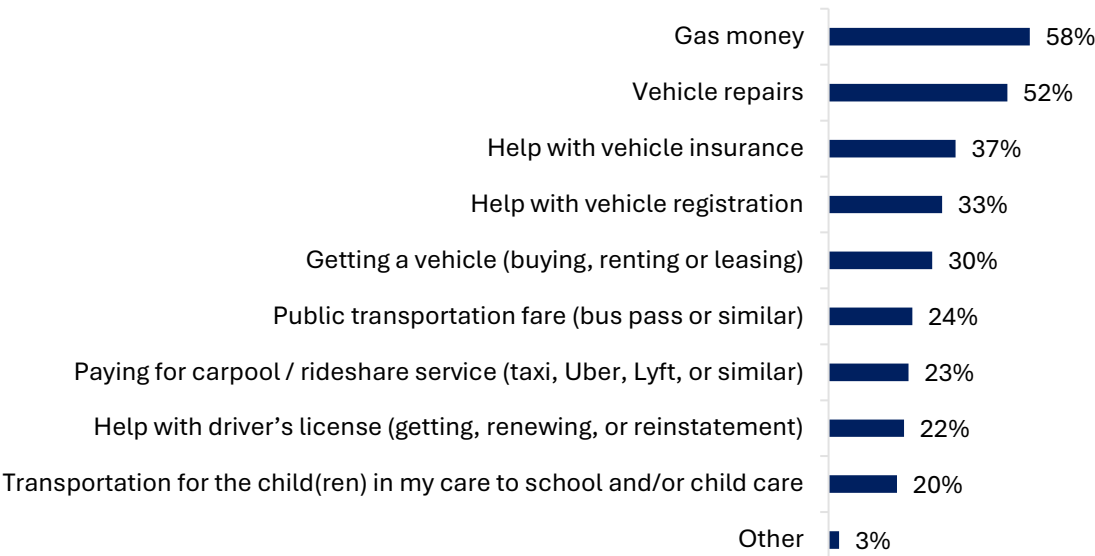 Gas money 58%
Vehicle repairs 52%
Help with vehicle insurance 37%
Help with vehicle registration 33%
Getting a vehicle (buying, renting or leasing) 30%
Public transportation fare (bus pass or similar) 24%
Paying for carpool / rideshare service (taxi, Uber, Lyft, or similar) 23%
Help with driver’s license (getting, renewing, or reinstatement) 22%
Transportation for the child(ren) in my care to school and/or child care 20%
Other 3%